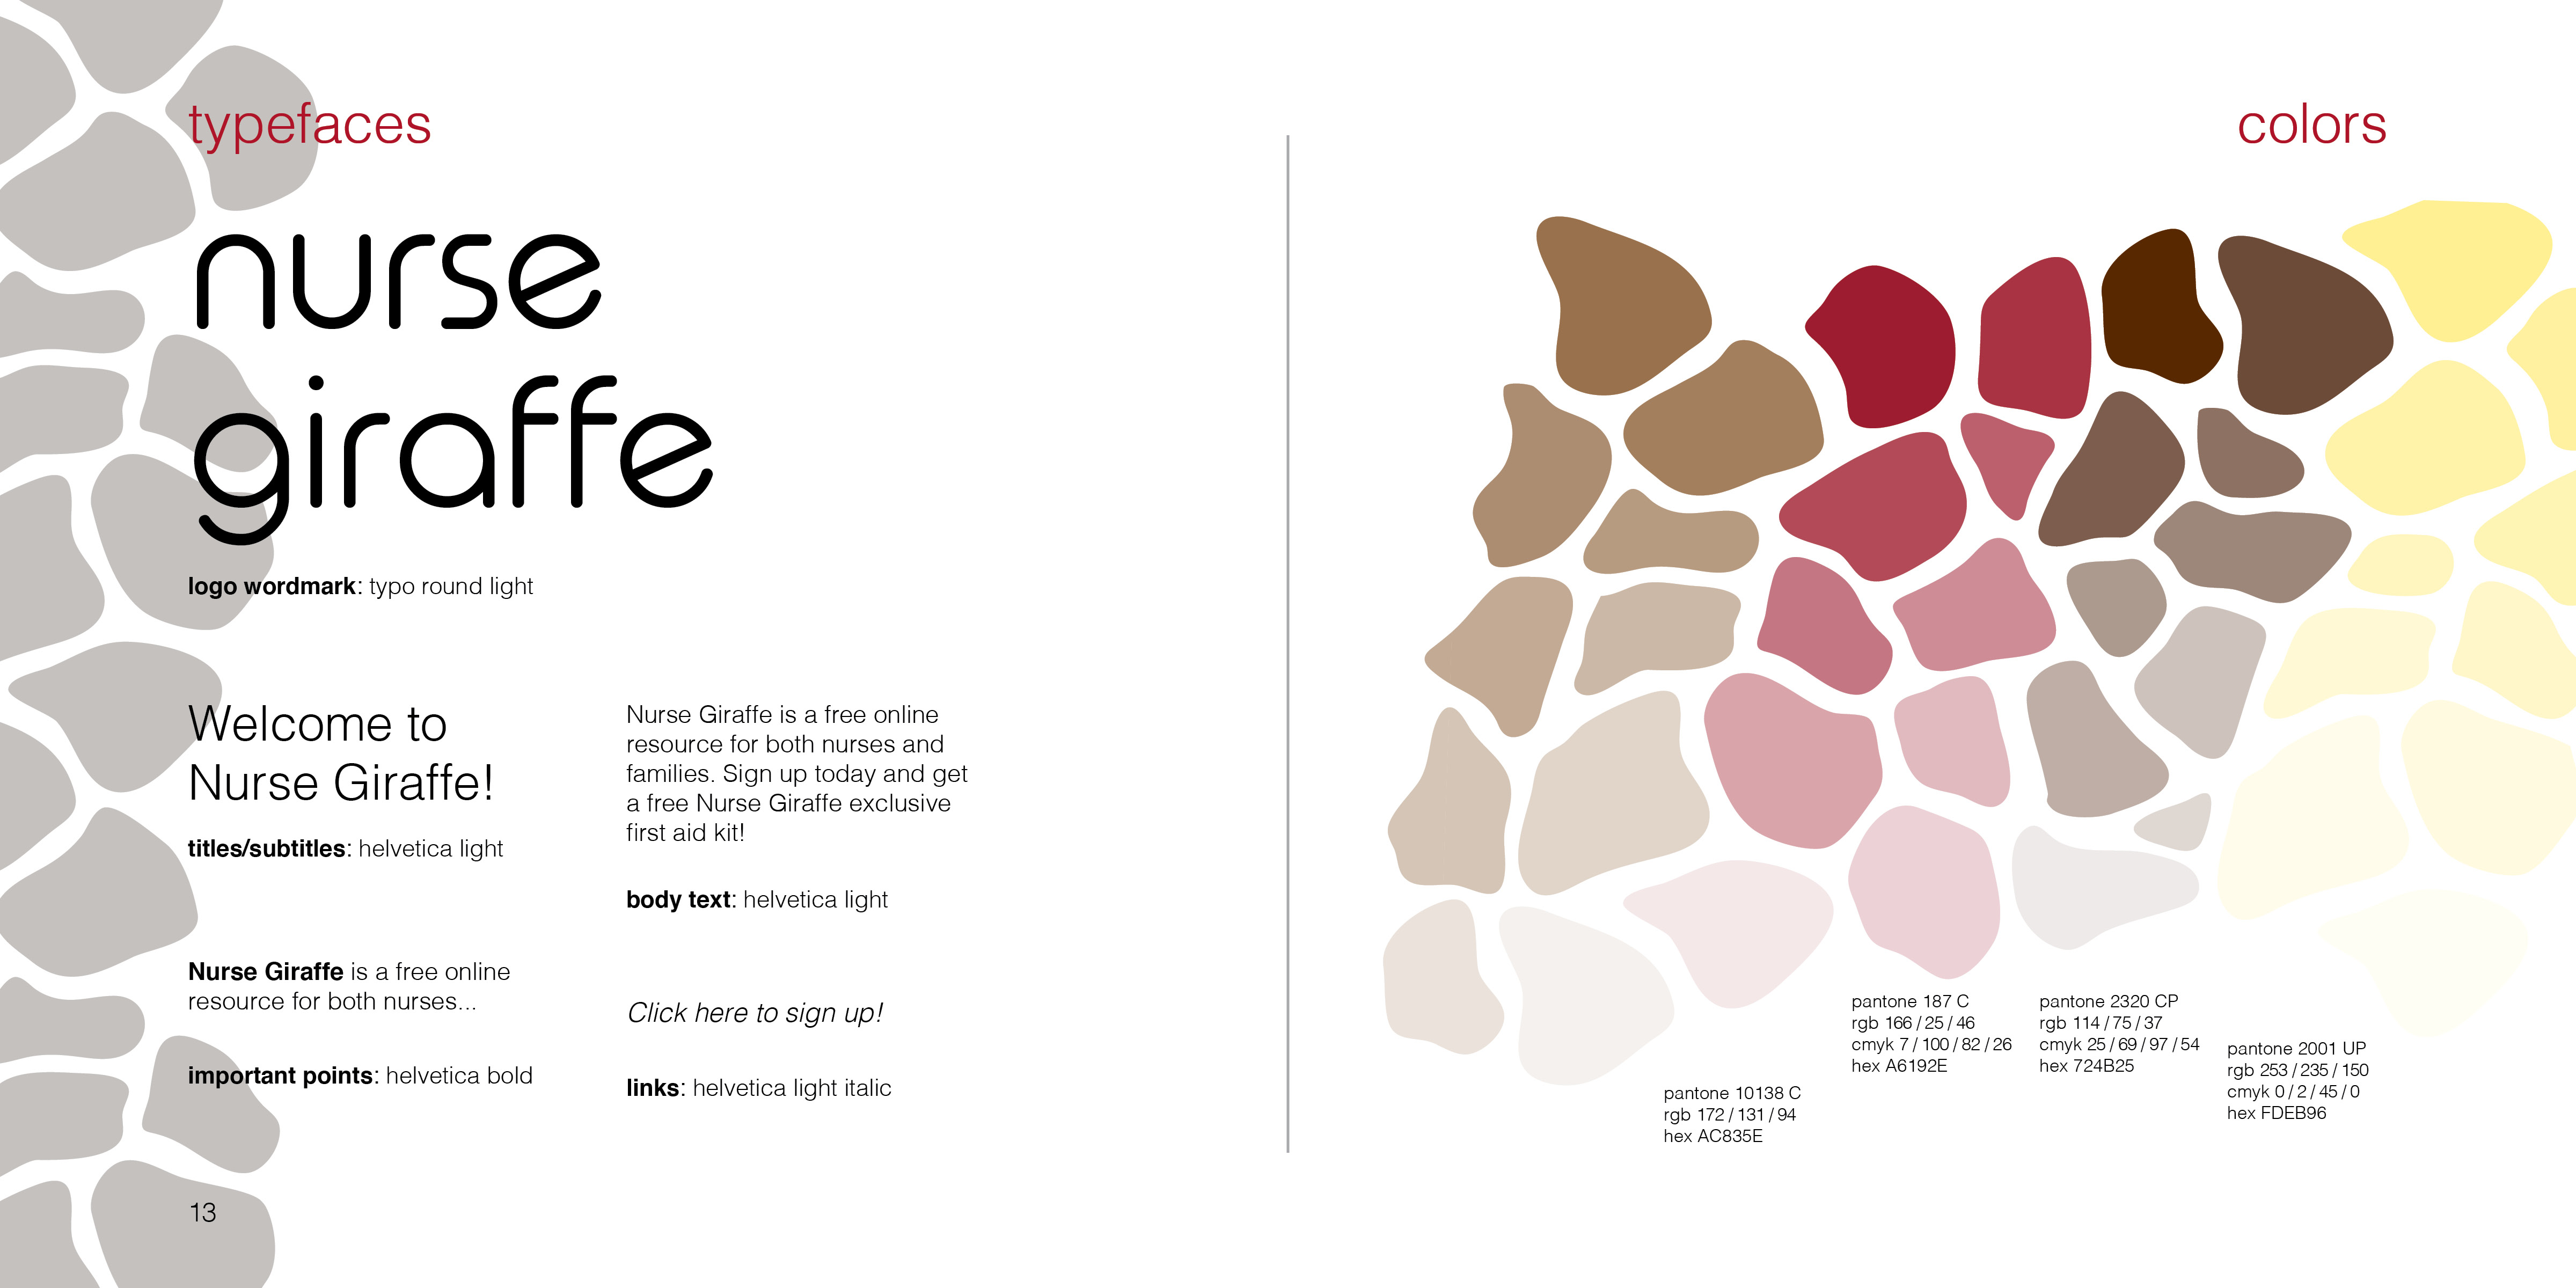 typefaces
nurse
giraffe
logo wordmark: typo round light
Welcome to
Nurse Giraffe!
titles/subtitles: helvetica light
Nurse Giraffe is a free online
resource for both nurses and
families. Sign up today and get
a free Nurse Giraffe exclusive
first aid kit!
body text: helvetica light
Nurse Giraffe is a free online
resource for both nurses...
important points: helvetica bold
Click here to sign up!
links: helvetica light italic
13
colors
pantone 10138 C
rgb 172 / 131 / 94
hex AC835E
pantone 187 C
rgb 166 / 25 / 46
cmyk 7 / 100 / 82 / 26
hex A6192E
pantone 2320 CP
rgb 114 / 75 / 37
cmyk 25 / 69 / 97 / 54
hex 724B25
pantone 2001 UP
rgb 253 / 235 / 150
cmyk 0 / 2 / 45 / 0
hex FDEB96